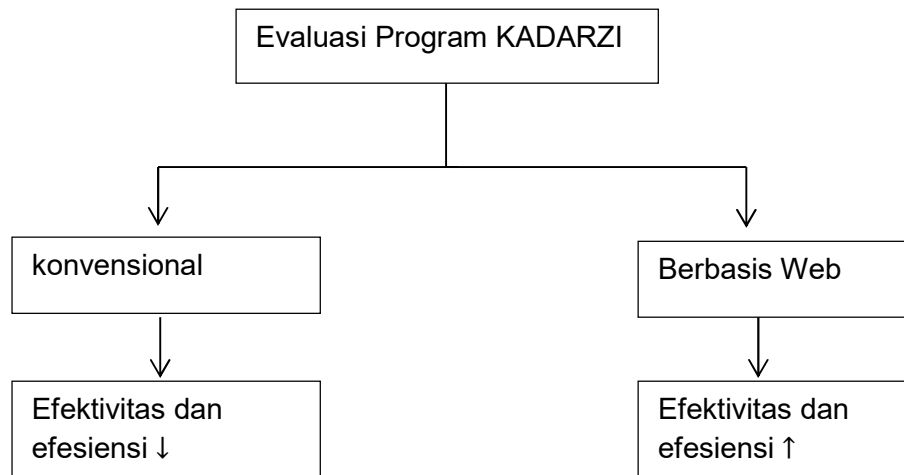 Evaluasi Program KADARZI
konvensional
Berbasis Web
Efektivitas dan
efesiensi ↓
Efektivitas dan
efesiensi ↑